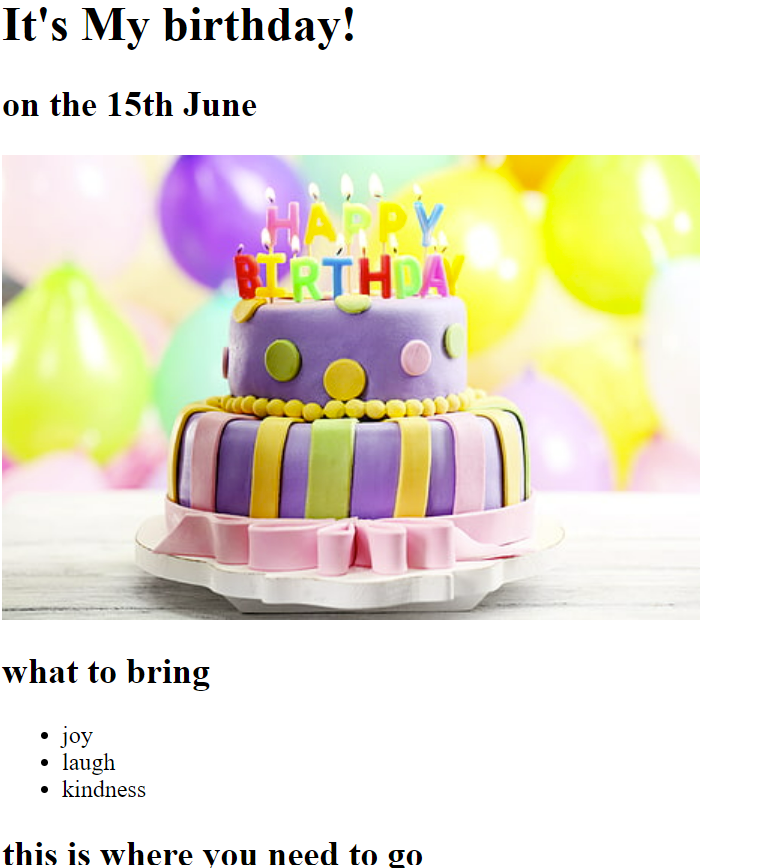 It's My birthday!
on the 15th June
HAPPY
BIRTHDAY
what to bring
joy
laugh
kindness
this is where you need to go